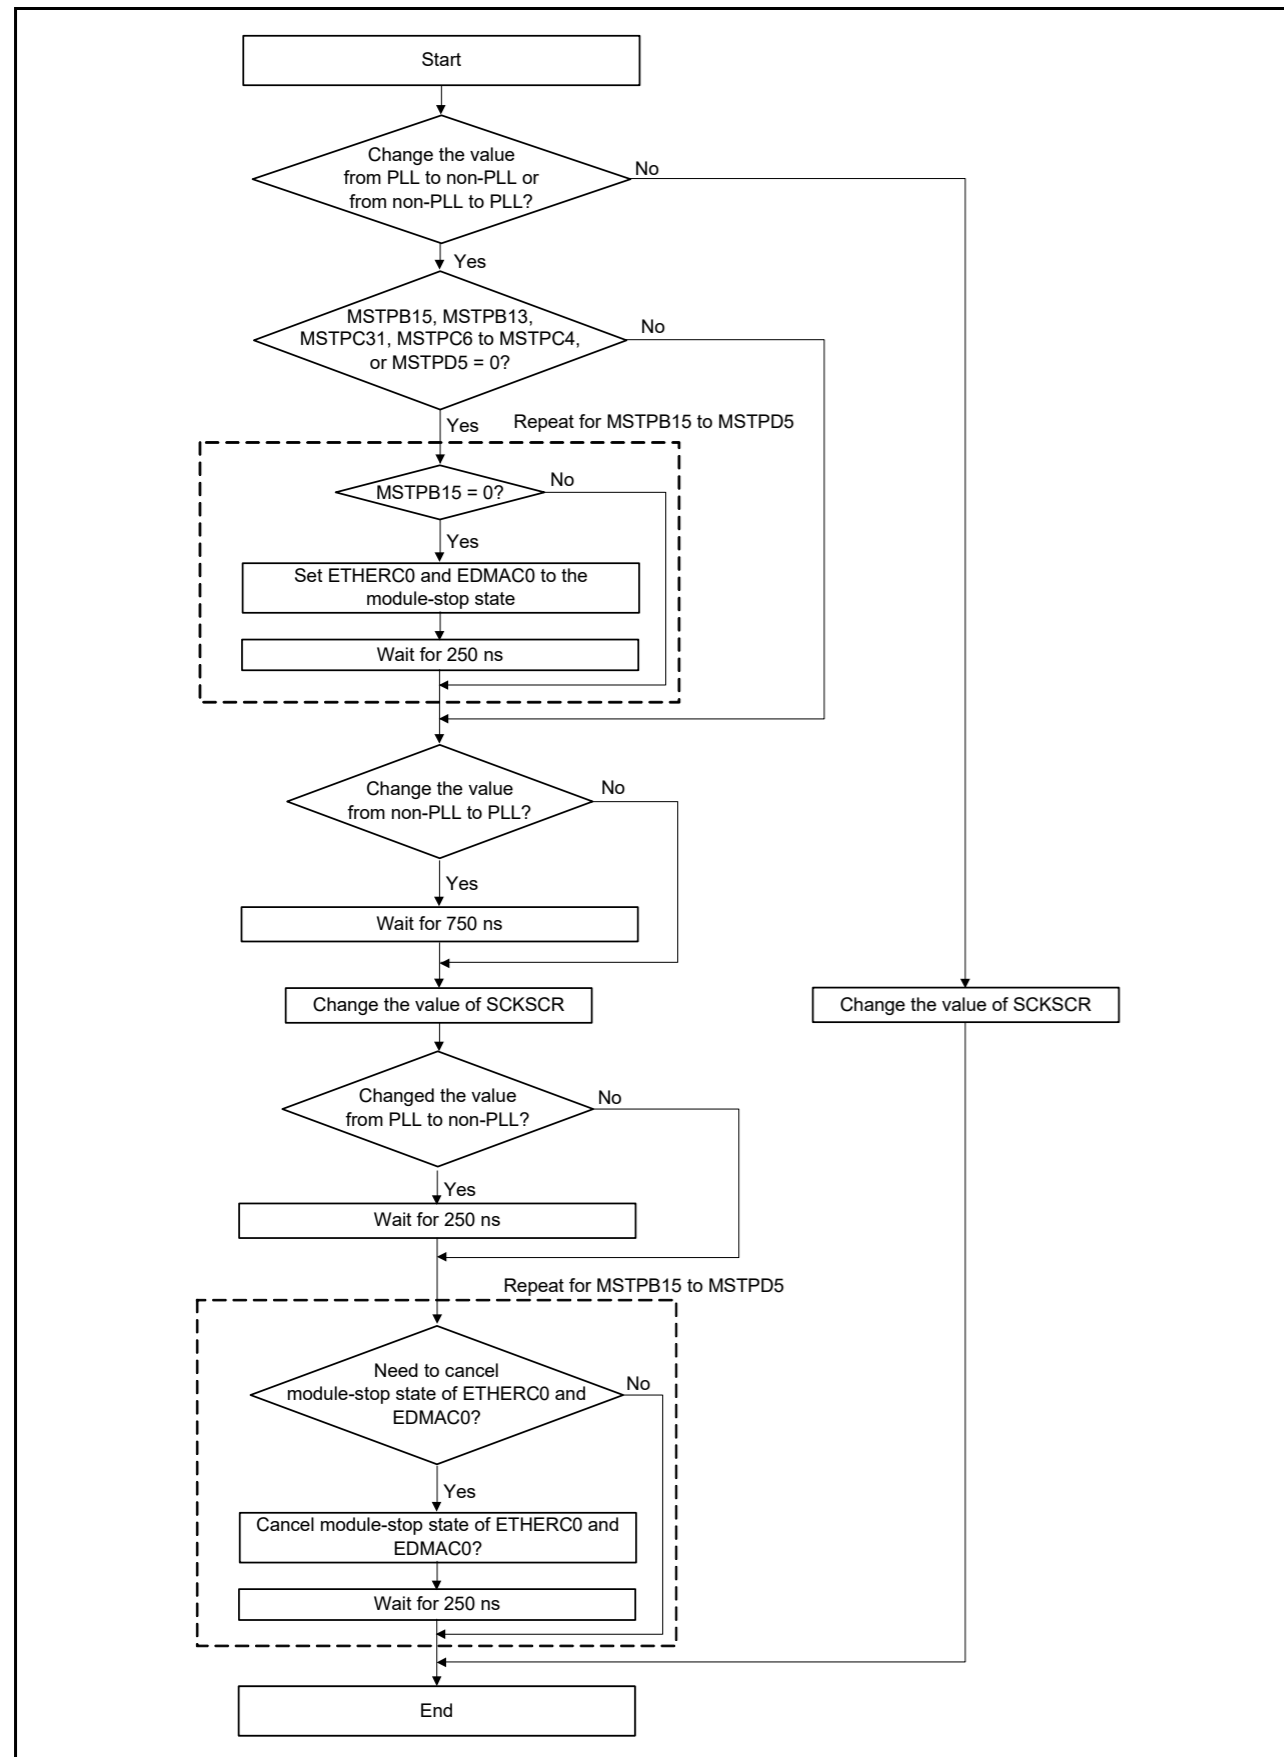 Start
Change the value
from PLL to non-PLL or
from non-PLL to PLL?
No
Yes
MSTPB15, MSTPB13,
MSTPC31, MSTPC6 to MSTPC4,
or MSTPD5 = 0?
No
Yes
Repeat for MSTPB15 to MSTPD5
MSTPB15 = 0?
No
Yes
Set ETHERC0 and EDMAC0 to the
module-stop state
Wait for 250 ns
Change the value
from non-PLL to PLL?
No
Yes
Wait for 750 ns
Change the value of SCKSCR
Change the value of SCKSCR
Changed the value
from PLL to non-PLL?
No
Yes
Wait for 250 ns
Repeat for MSTPB15 to MSTPD5
Need to cancel
module-stop state of ETHERC0 and
EDMAC0?
No
Yes
Cancel module-stop state of ETHERC0 and
EDMAC0?
Wait for 250 ns
End